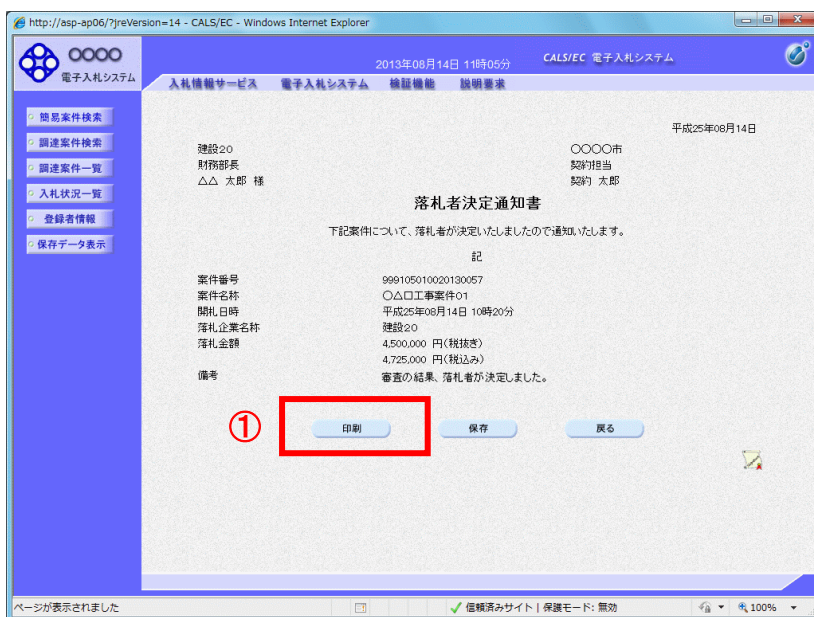 http://asp-ap06/?jreVersion=14 - CALS/EC - Windows Internet Explorer
〇〇〇〇
電子入札システム
2013年08月14日 11時05分
CALS/EC 電子入札システム
入札情報サービス 電子入札システム 検証機能 説明要求
簡易案件検索
調達案件検索
調達案件一覧
入札状況一覧
登録者情報
保存データ表示
平成25年08月14日
建設20 〇〇〇〇市
財務部長 契約担当
△△ 太郎 様 契約 太郎
落札者決定通知書
下記案件について、落札者が決定いたしましたので通知いたします。
記
案件番号 999105010020130057
案件名称 〇△口工事案件01
開札日時 平成25年08月14日 10時20分
落札企業名称 建設20
落札金額 4,500,000 円(税抜き)
4,725,000 円(税込み)
備考 審査の結果、落札者が決定しました。
① 印刷 保存 戻る
ページが表示されました 信頼済みサイト | 保護モード: 無効 100%